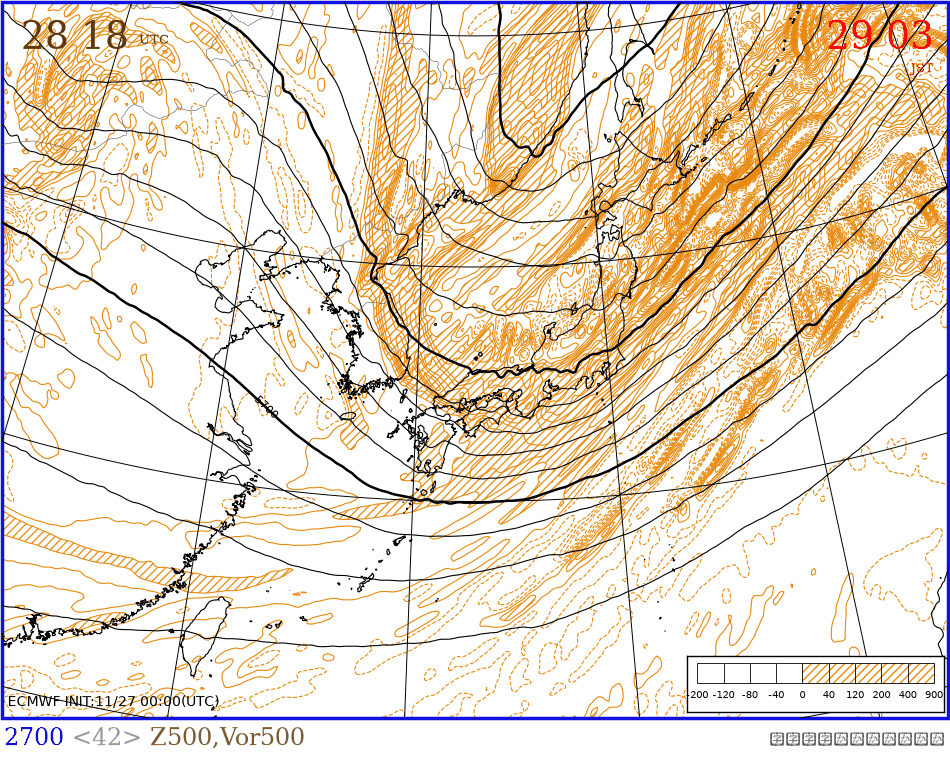 28 18 UTC
29 03
JST
5700
ECMWF INIT:11/27 00:00(UTC)
-200 -120 -80 -40 0 40 120 200 400 900
2700 <42> Z500,Vor500